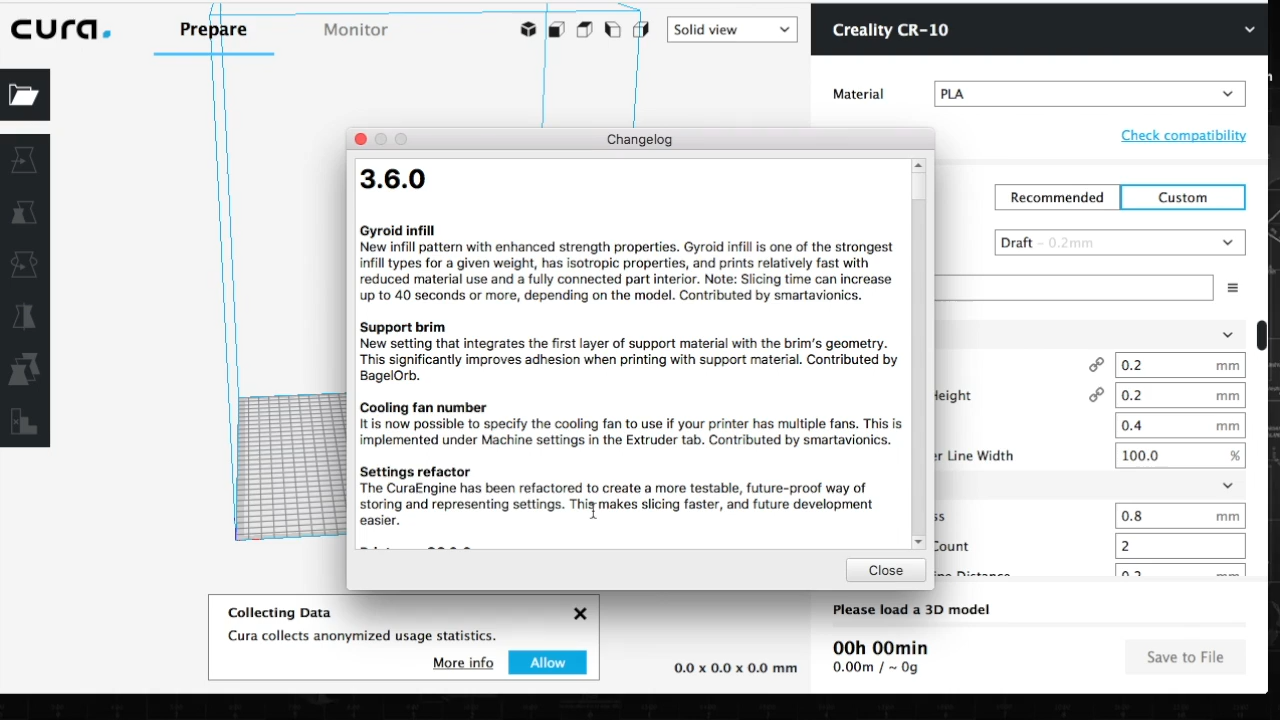 cura.
Prepare
Monitor
Solid view
Creality CR-10
Material
PLA
Check compatibility
Changelog
3.6.0
Gyroid infill
New infill pattern with enhanced strength properties. Gyroid infill is one of the strongest
infill types for a given weight, has isotropic properties, and prints relatively fast with
reduced material use and a fully connected part interior. Note: Slicing time can increase
up to 40 seconds or more, depending on the model. Contributed by smartavionics.
Support brim
New setting that integrates the first layer of support material with the brim's geometry.
This significantly improves adhesion when printing with support material. Contributed by
BagelOrb.
Cooling fan number
It is now possible to specify the cooling fan to use if your printer has multiple fans. This is
implemented under Machine settings in the Extruder tab. Contributed by smartavionics.
Settings refactor
The CuraEngine has been refactored to create a more testable, future-proof way of
storing and representing settings. This makes slicing faster, and future development
easier.
Close
Recommended
Custom
Draft - 0.2mm
0.2 mm
Height 0.2 mm
0.4 mm
Line Width 100.0 %
0.8 mm
Count 2
Please load a 3D model
00h 00min
0.00m / ~ 0g
Save to File
Collecting Data
Cura collects anonymized usage statistics.
More info
Allow
0.0 x 0.0 x 0.0 mm